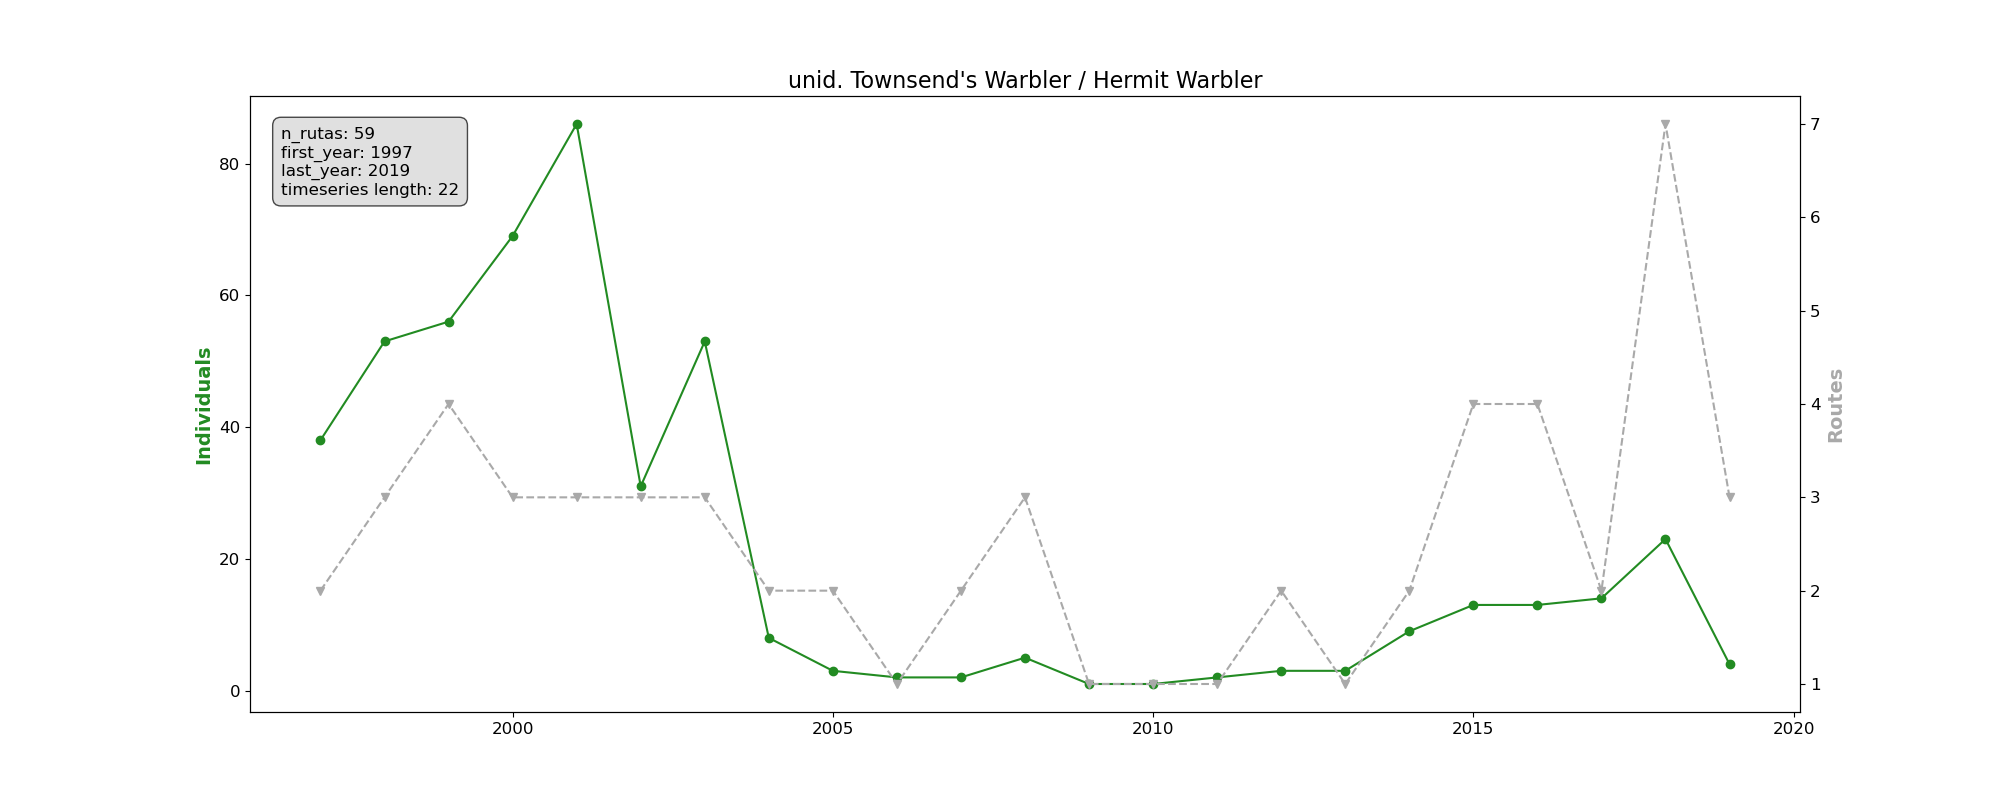 unid. Townsend's Warbler / Hermit Warbler
n_rutas: 59
first_year: 1997
last_year: 2019
timeseries length: 22
80
60
40
20
0
Individuals
7
6
5
4
3
2
1
Routes
2000
2005
2010
2015
2020